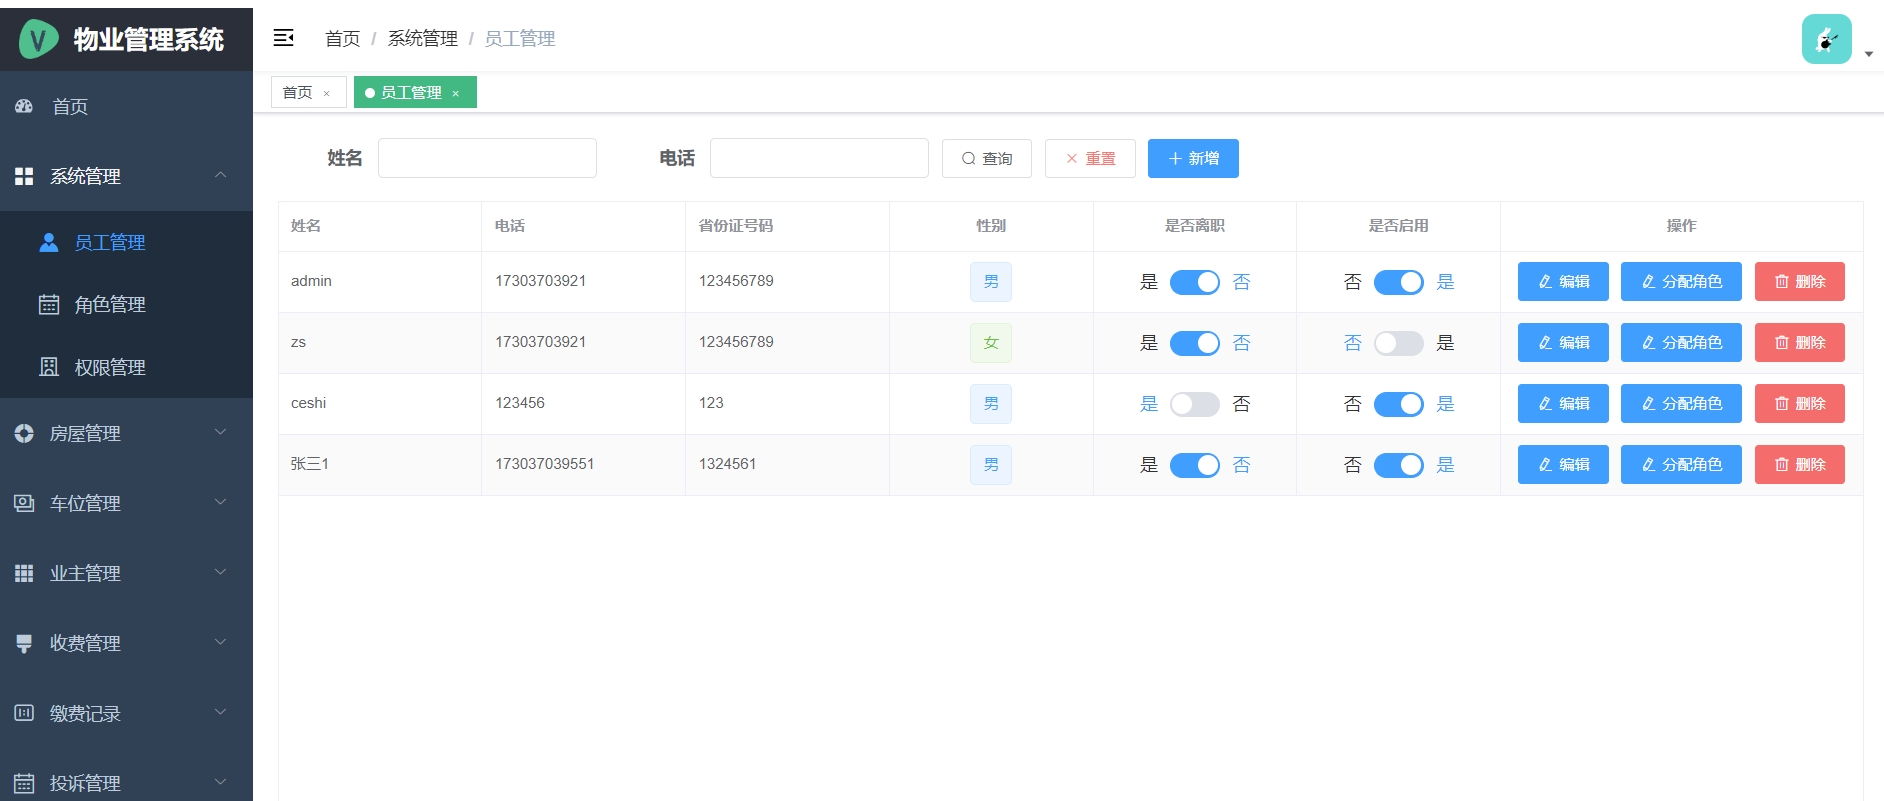 V 物业管理系统
首页 / 系统管理 / 员工管理
首页 × 员工管理 ×
首页
系统管理
员工管理
角色管理
权限管理
房屋管理
车位管理
业主管理
收费管理
缴费记录
投诉管理
姓名 电话 查询 重置 新增
姓名 电话 省份证号码 性别 是否离职 是否启用 操作
admin 17303703921 123456789 男 是 否 否 是 编辑 分配角色 删除
zs 17303703921 123456789 女 是 否 否 是 编辑 分配角色 删除
ceshi 123456 123 男 是 否 否 是 编辑 分配角色 删除
张三1 173037039551 1324561 男 是 否 否 是 编辑 分配角色 删除